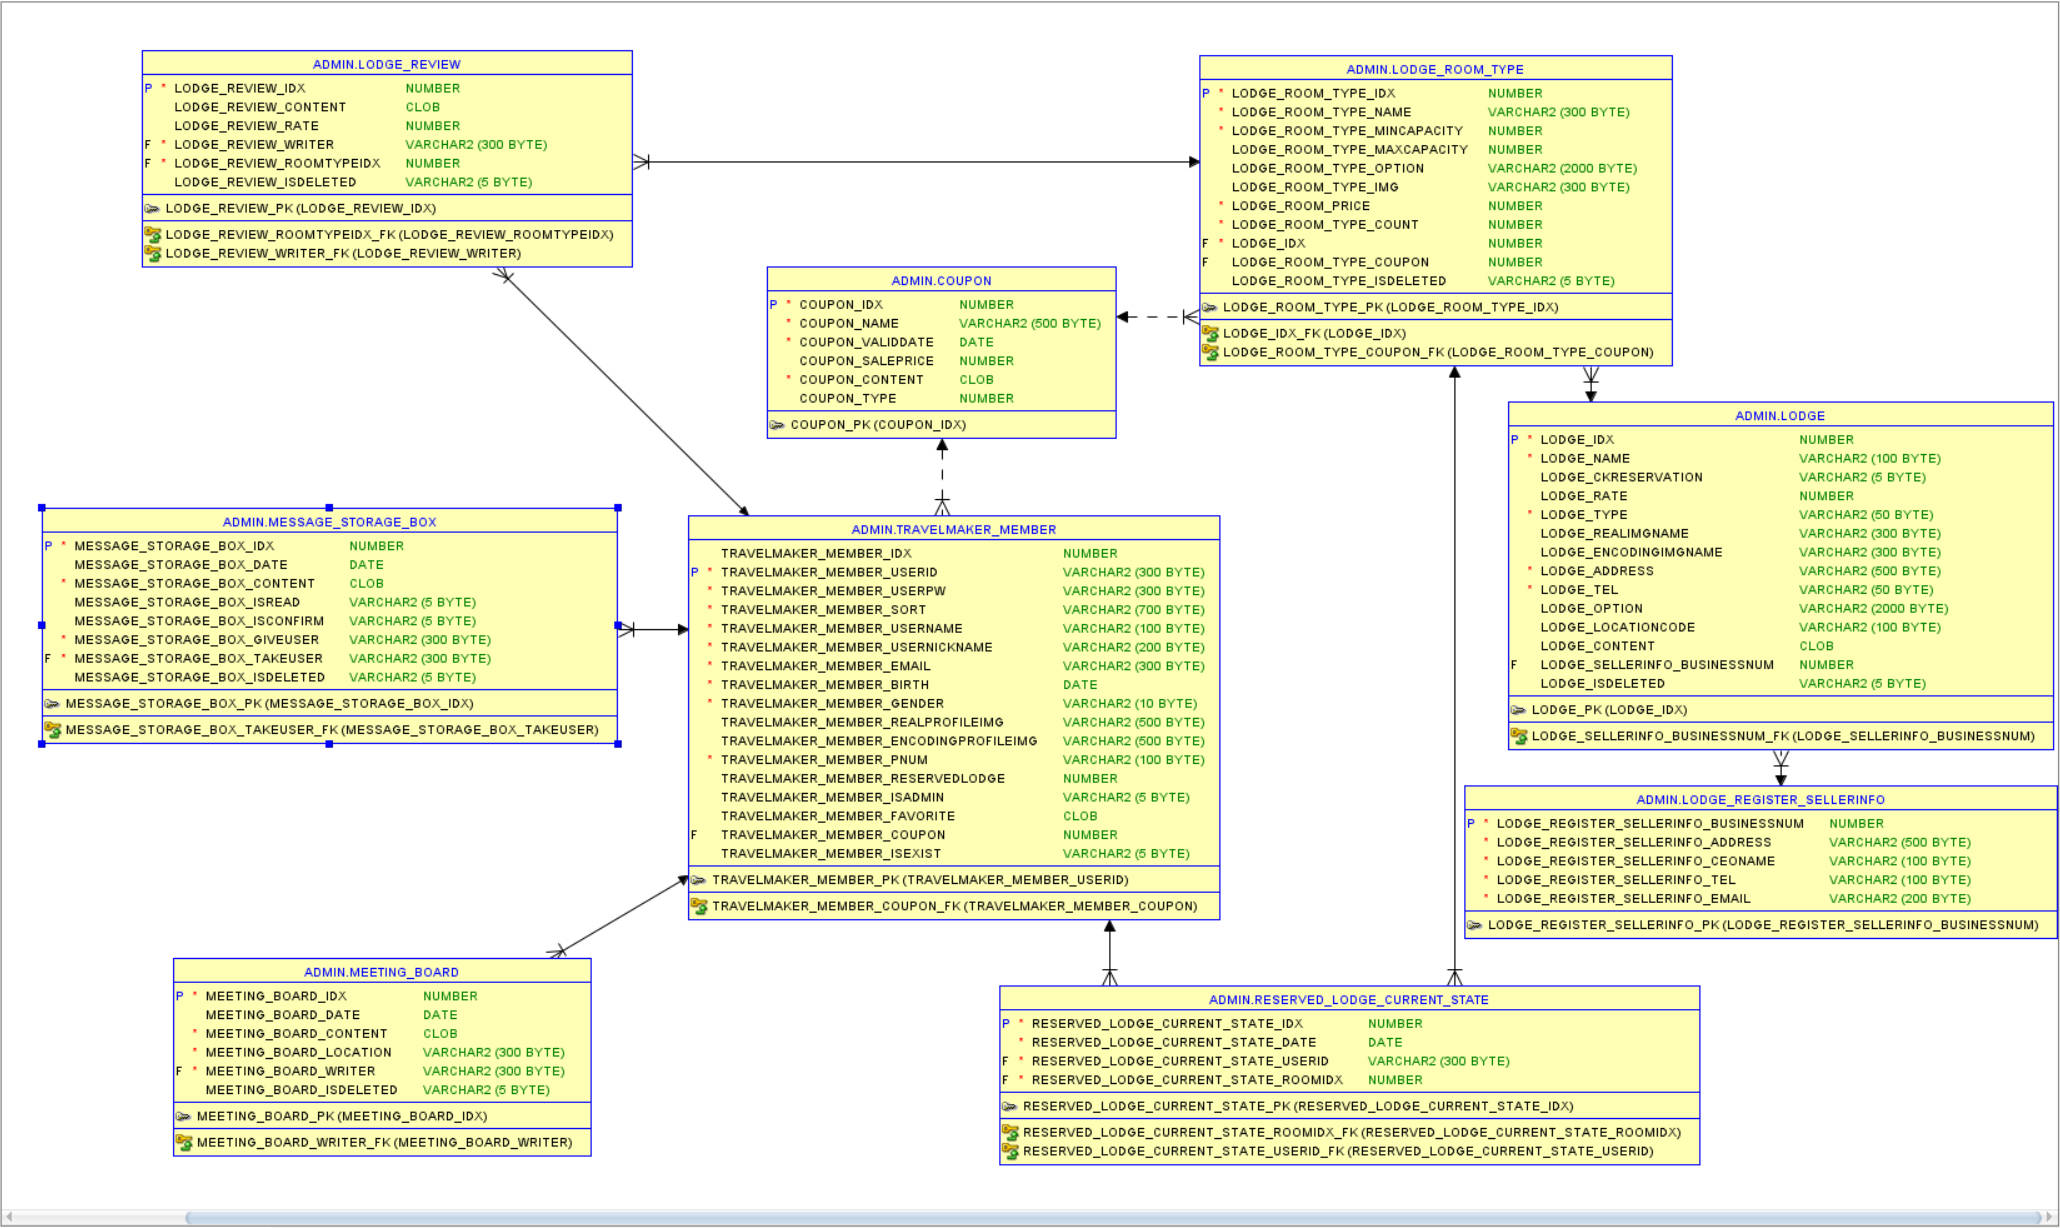 ADMIN.LODGE_REVIEW
P * LODGE_REVIEW_IDX NUMBER
LODGE_REVIEW_CONTENT CLOB
LODGE_REVIEW_RATE NUMBER
F * LODGE_REVIEW_WRITER VARCHAR2 (300 BYTE)
F * LODGE_REVIEW_ROOMTYPEIDX NUMBER
LODGE_REVIEW_ISDELETED VARCHAR2 (5 BYTE)
LODGE_REVIEW_PK (LODGE_REVIEW_IDX)
LODGE_REVIEW_ROOMTYPEIDX_FK (LODGE_REVIEW_ROOMTYPEIDX)
LODGE_REVIEW_WRITER_FK (LODGE_REVIEW_WRITER)
ADMIN.LODGE_ROOM_TYPE
P * LODGE_ROOM_TYPE_IDX NUMBER
* LODGE_ROOM_TYPE_NAME VARCHAR2 (300 BYTE)
* LODGE_ROOM_TYPE_MINCAPACITY NUMBER
LODGE_ROOM_TYPE_MAXCAPACITY NUMBER
LODGE_ROOM_TYPE_OPTION VARCHAR2 (2000 BYTE)
LODGE_ROOM_TYPE_IMG VARCHAR2 (300 BYTE)
* LODGE_ROOM_PRICE NUMBER
* LODGE_ROOM_TYPE_COUNT NUMBER
F * LODGE_IDX NUMBER
F LODGE_ROOM_TYPE_COUPON NUMBER
LODGE_ROOM_TYPE_ISDELETED VARCHAR2 (5 BYTE)
LODGE_ROOM_TYPE_PK (LODGE_ROOM_TYPE_IDX)
LODGE_IDX_FK (LODGE_IDX)
LODGE_ROOM_TYPE_COUPON_FK (LODGE_ROOM_TYPE_COUPON)
ADMIN.COUPON
P * COUPON_IDX NUMBER
* COUPON_NAME VARCHAR2 (500 BYTE)
* COUPON_VALIDDATE DATE
COUPON_SALEPRICE NUMBER
* COUPON_CONTENT CLOB
COUPON_TYPE NUMBER
COUPON_PK (COUPON_IDX)
ADMIN.LODGE
P * LODGE_IDX NUMBER
* LODGE_NAME VARCHAR2 (100 BYTE)
LODGE_CKRESERVATION VARCHAR2 (5 BYTE)
LODGE_RATE NUMBER
* LODGE_TYPE VARCHAR2 (50 BYTE)
LODGE_REALIMGNAME VARCHAR2 (300 BYTE)
LODGE_ENCODINGIMGNAME VARCHAR2 (300 BYTE)
* LODGE_ADDRESS VARCHAR2 (500 BYTE)
* LODGE_TEL VARCHAR2 (50 BYTE)
LODGE_OPTION VARCHAR2 (2000 BYTE)
LODGE_LOCATIONCODE VARCHAR2 (100 BYTE)
LODGE_CONTENT CLOB
F LODGE_SELLERINFO_BUSINESSNUM NUMBER
LODGE_ISDELETED VARCHAR2 (5 BYTE)
LODGE_PK (LODGE_IDX)
LODGE_SELLERINFO_BUSINESSNUM_FK (LODGE_SELLERINFO_BUSINESSNUM)
ADMIN.MESSAGE_STORAGE_BOX
P * MESSAGE_STORAGE_BOX_IDX NUMBER
MESSAGE_STORAGE_BOX_DATE DATE
* MESSAGE_STORAGE_BOX_CONTENT CLOB
MESSAGE_STORAGE_BOX_ISREAD VARCHAR2 (5 BYTE)
MESSAGE_STORAGE_BOX_ISCONFIRM VARCHAR2 (5 BYTE)
* MESSAGE_STORAGE_BOX_GIVEUSER VARCHAR2 (300 BYTE)
F * MESSAGE_STORAGE_BOX_TAKEUSER VARCHAR2 (300 BYTE)
MESSAGE_STORAGE_BOX_ISDELETED VARCHAR2 (5 BYTE)
MESSAGE_STORAGE_BOX_PK (MESSAGE_STORAGE_BOX_IDX)
MESSAGE_STORAGE_BOX_TAKEUSER_FK (MESSAGE_STORAGE_BOX_TAKEUSER)
ADMIN.TRAVELMAKER_MEMBER
TRAVELMAKER_MEMBER_IDX NUMBER
P * TRAVELMAKER_MEMBER_USERID VARCHAR2 (300 BYTE)
* TRAVELMAKER_MEMBER_USERPW VARCHAR2 (300 BYTE)
* TRAVELMAKER_MEMBER_SORT VARCHAR2 (700 BYTE)
* TRAVELMAKER_MEMBER_USERNAME VARCHAR2 (100 BYTE)
* TRAVELMAKER_MEMBER_USERNICKNAME VARCHAR2 (200 BYTE)
* TRAVELMAKER_MEMBER_EMAIL VARCHAR2 (300 BYTE)
* TRAVELMAKER_MEMBER_BIRTH DATE
* TRAVELMAKER_MEMBER_GENDER VARCHAR2 (10 BYTE)
TRAVELMAKER_MEMBER_REALPROFILEIMG VARCHAR2 (500 BYTE)
TRAVELMAKER_MEMBER_ENCODINGPROFILEIMG VARCHAR2 (500 BYTE)
* TRAVELMAKER_MEMBER_PNUM VARCHAR2 (100 BYTE)
TRAVELMAKER_MEMBER_RESERVEDLODGE NUMBER
TRAVELMAKER_MEMBER_ISADMIN VARCHAR2 (5 BYTE)
TRAVELMAKER_MEMBER_FAVORITE CLOB
F TRAVELMAKER_MEMBER_COUPON NUMBER
TRAVELMAKER_MEMBER_ISEXIST VARCHAR2 (5 BYTE)
TRAVELMAKER_MEMBER_PK (TRAVELMAKER_MEMBER_USERID)
TRAVELMAKER_MEMBER_COUPON_FK (TRAVELMAKER_MEMBER_COUPON)
ADMIN.LODGE_REGISTER_SELLERINFO
P * LODGE_REGISTER_SELLERINFO_BUSINESSNUM NUMBER
* LODGE_REGISTER_SELLERINFO_ADDRESS VARCHAR2 (500 BYTE)
* LODGE_REGISTER_SELLERINFO_CEONAME VARCHAR2 (100 BYTE)
* LODGE_REGISTER_SELLERINFO_TEL VARCHAR2 (100 BYTE)
* LODGE_REGISTER_SELLERINFO_EMAIL VARCHAR2 (200 BYTE)
LODGE_REGISTER_SELLERINFO_PK (LODGE_REGISTER_SELLERINFO_BUSINESSNUM)
ADMIN.MEETING_BOARD
P * MEETING_BOARD_IDX NUMBER
MEETING_BOARD_DATE DATE
* MEETING_BOARD_CONTENT CLOB
* MEETING_BOARD_LOCATION VARCHAR2 (300 BYTE)
F * MEETING_BOARD_WRITER VARCHAR2 (300 BYTE)
MEETING_BOARD_ISDELETED VARCHAR2 (5 BYTE)
MEETING_BOARD_PK (MEETING_BOARD_IDX)
MEETING_BOARD_WRITER_FK (MEETING_BOARD_WRITER)
ADMIN.RESERVED_LODGE_CURRENT_STATE
P * RESERVED_LODGE_CURRENT_STATE_IDX NUMBER
* RESERVED_LODGE_CURRENT_STATE_DATE DATE
F * RESERVED_LODGE_CURRENT_STATE_USERID VARCHAR2 (300 BYTE)
F * RESERVED_LODGE_CURRENT_STATE_ROOMIDX NUMBER
RESERVED_LODGE_CURRENT_STATE_PK (RESERVED_LODGE_CURRENT_STATE_IDX)
RESERVED_LODGE_CURRENT_STATE_ROOMIDX_FK (RESERVED_LODGE_CURRENT_STATE_ROOMIDX)
RESERVED_LODGE_CURRENT_STATE_USERID_FK (RESERVED_LODGE_CURRENT_STATE_USERID)